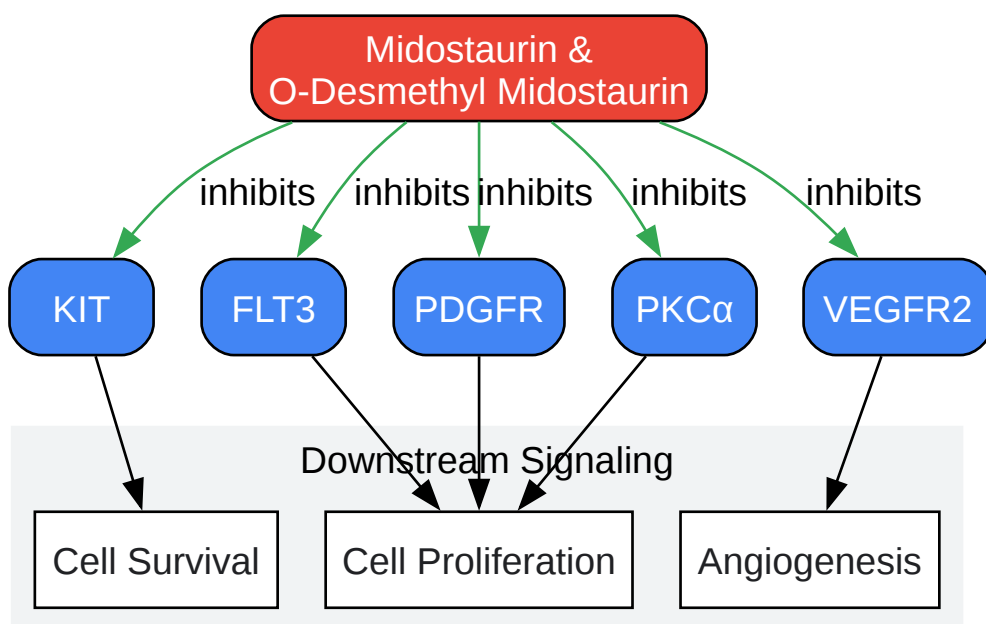 Midostaurin &
O-Desmethyl Midostaurin
inhibits
inhibits
inhibits
inhibits
inhibits
KIT
FLT3
PDGFR
PKCα
VEGFR2
Downstream Signaling
Cell Survival
Cell Proliferation
Angiogenesis